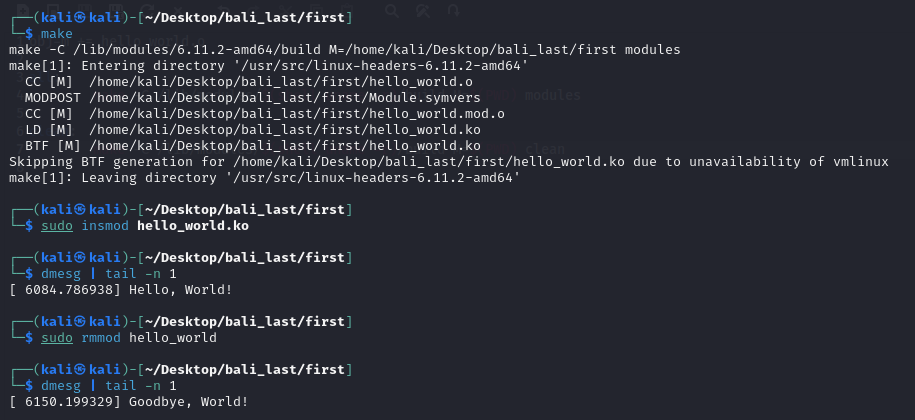 ┌──(kali㉿kali)-[~/Desktop/bali_last/first]
└─$ make
make -C /lib/modules/6.11.2-amd64/build M=/home/kali/Desktop/bali_last/first modules
make[1]: Entering directory '/usr/src/linux-headers-6.11.2-amd64'
  CC [M]  /home/kali/Desktop/bali_last/first/hello_world.o
  MODPOST /home/kali/Desktop/bali_last/first/Module.symvers
  CC [M]  /home/kali/Desktop/bali_last/first/hello_world.mod.o
  LD [M]  /home/kali/Desktop/bali_last/first/hello_world.ko
  BTF [M] /home/kali/Desktop/bali_last/first/hello_world.ko
Skipping BTF generation for /home/kali/Desktop/bali_last/first/hello_world.ko due to unavailability of vmlinux
make[1]: Leaving directory '/usr/src/linux-headers-6.11.2-amd64'
┌──(kali㉿kali)-[~/Desktop/bali_last/first]
└─$ sudo insmod hello_world.ko
┌──(kali㉿kali)-[~/Desktop/bali_last/first]
└─$ dmesg | tail -n 1
[ 6084.786938] Hello, World!
┌──(kali㉿kali)-[~/Desktop/bali_last/first]
└─$ sudo rmmod hello_world
┌──(kali㉿kali)-[~/Desktop/bali_last/first]
└─$ dmesg | tail -n 1
[ 6150.199329] Goodbye, World!
modules
clean